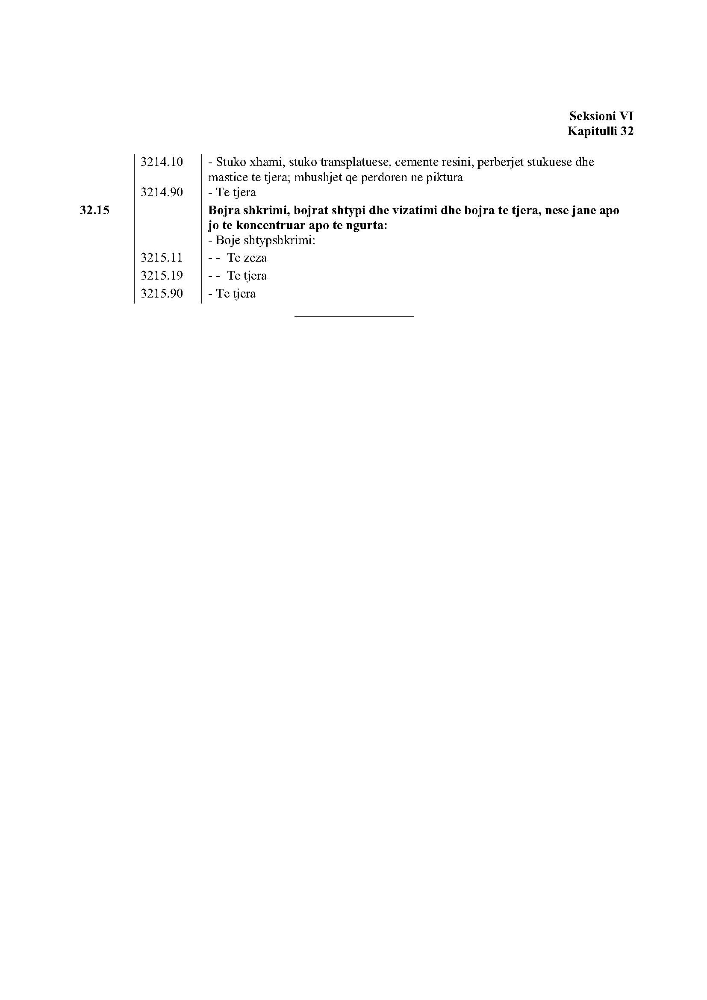 Seksioni VI
Kapitulli 32
3214.10 - Stuko xhami, stuko transplatuese, cemente resini, perberjet stukuese dhe
mastice te tjera; mbushjet qe perdoren ne piktura
3214.90 - Te tjera
32.15 Bojra shkrimi, bojrat shtypi dhe vizatimi dhe bojra te tjera, nese jane apo
jo te koncentruar apo te ngurta:
- Boje shtypshkrimi:
3215.11 - - Te zeza
3215.19 - - Te tjera
3215.90 - Te tjera